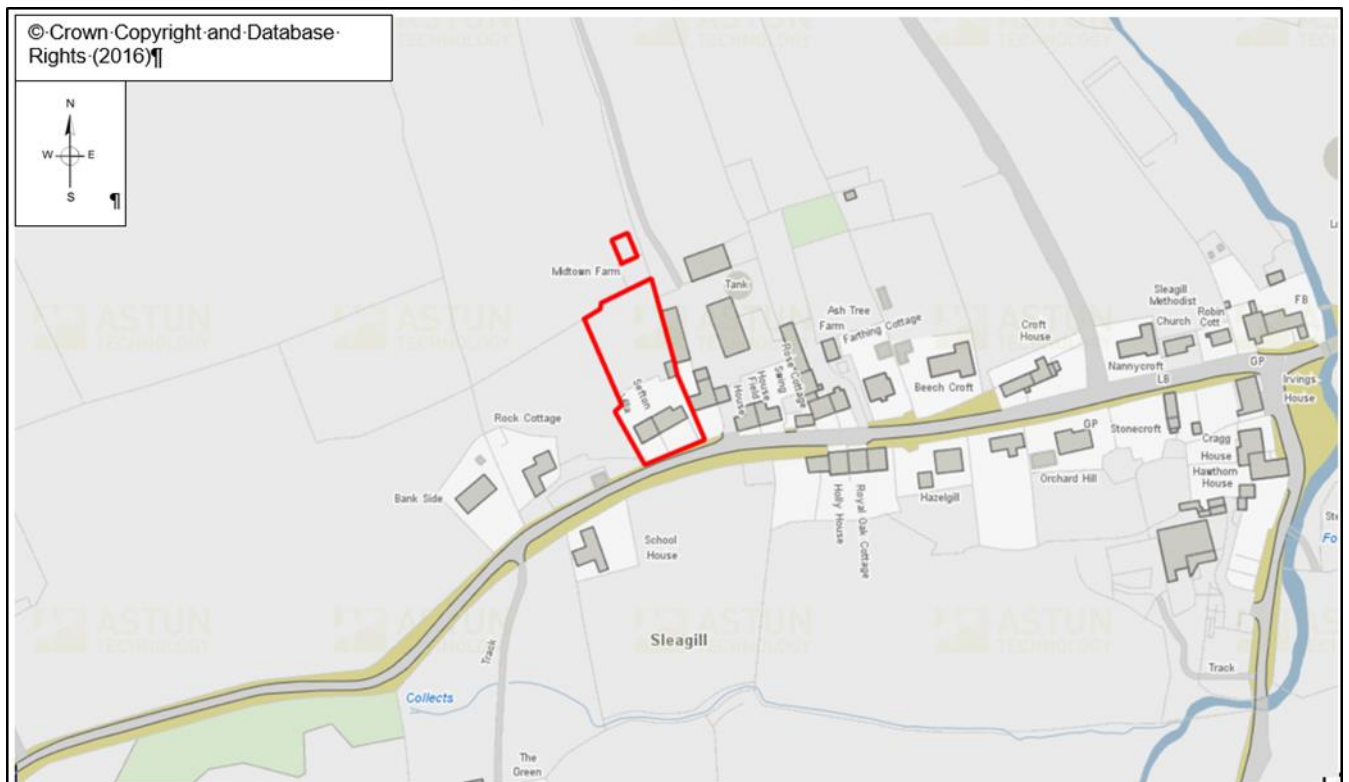 ©·Crown·Copyright·and·Database·
Rights·(2016)¶
N
W E
S
¶
ASTUN
TECHNOLOGY
Midtown Farm
Tank
Ash Tree
Farm
Farthing Cottage
Rose Cottage
Swing
House
Field
House
Sefton
Villa
Rock Cottage
Bank Side
School
House
Beech Croft
Croft
House
Sleagill
Methodist
Church
Robin
Cott
FB
Nannycroft
LB
GP
Irvings
House
GP
Stonecroft
Cragg
House
Hawthorn
House
Orchard Hill
Hazelgill
Royal Oak Cottage
Holly House
Sleagill
Track
Collects
The
Green
Track